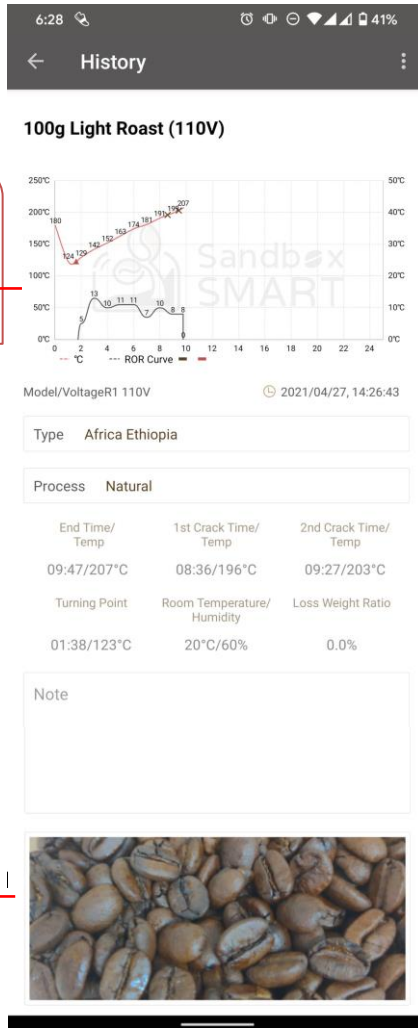 6:28 41%
History
100g Light Roast (110V)
250℃ 50℃
200℃ 40℃
150℃ 30℃
100℃ 20℃
50℃ 10℃
0℃ 0℃
180 124 129 142 152 163 174 181 191 199 207
Sandbox
SMART
5 13 10 11 11 7 10 8 8 0
0 2 4 6 8 10 12 14 16 18 20 22 24
℃ ROR Curve
Model/VoltageR1 110V 2021/04/27, 14:26:43
Type Africa Ethiopia
Process Natural
End Time/ 1st Crack Time/ 2nd Crack Time/
Temp Temp Temp
09:47/207°C 08:36/196°C 09:27/203°C
Turning Point Room Temperature/ Loss Weight Ratio
Humidity
01:38/123°C 20°C/60% 0.0%
Note